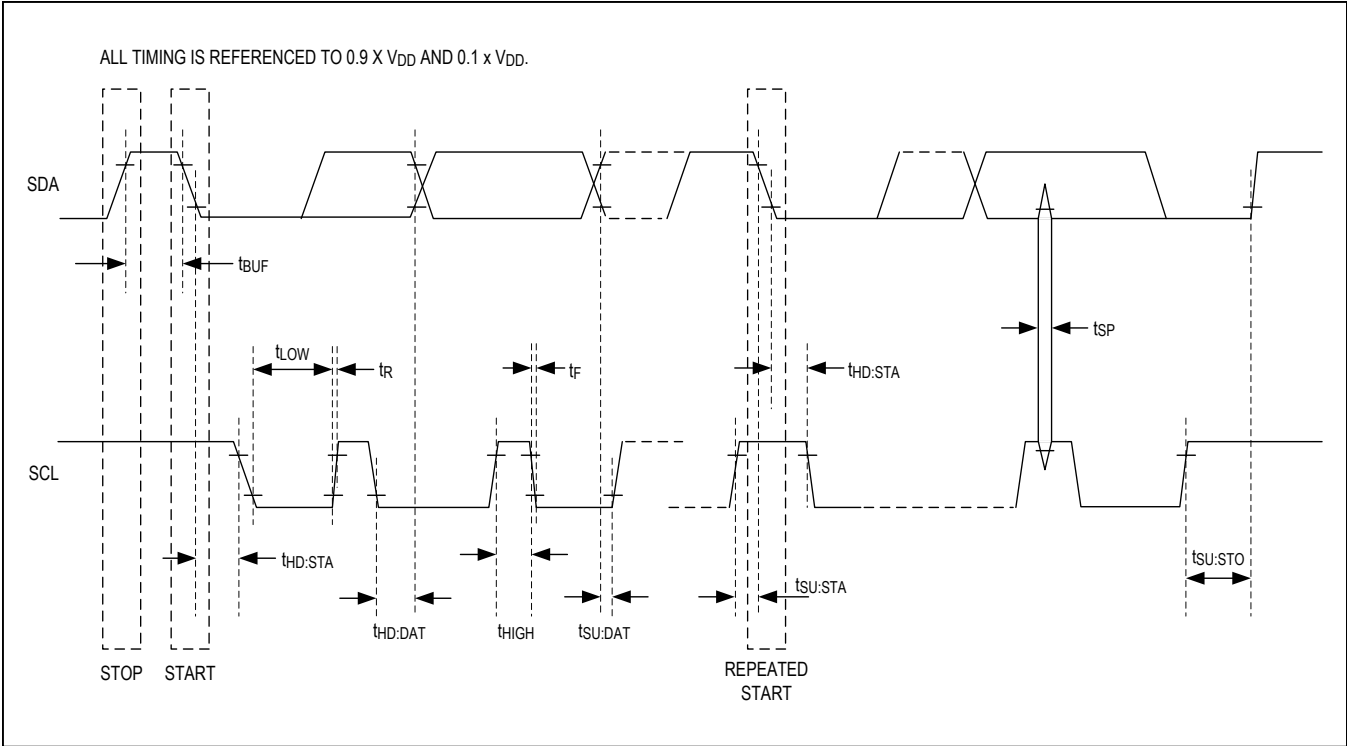 ALL TIMING IS REFERENCED TO 0.9 X VDD AND 0.1 x VDD.
SDA
tBUF
tSP
tLOW
tR
tF
tHD:STA
SCL
tHD:STA
tSU:STO
tSU:STA
tHD:DAT
tHIGH
tSU:DAT
STOP
START
REPEATED
START